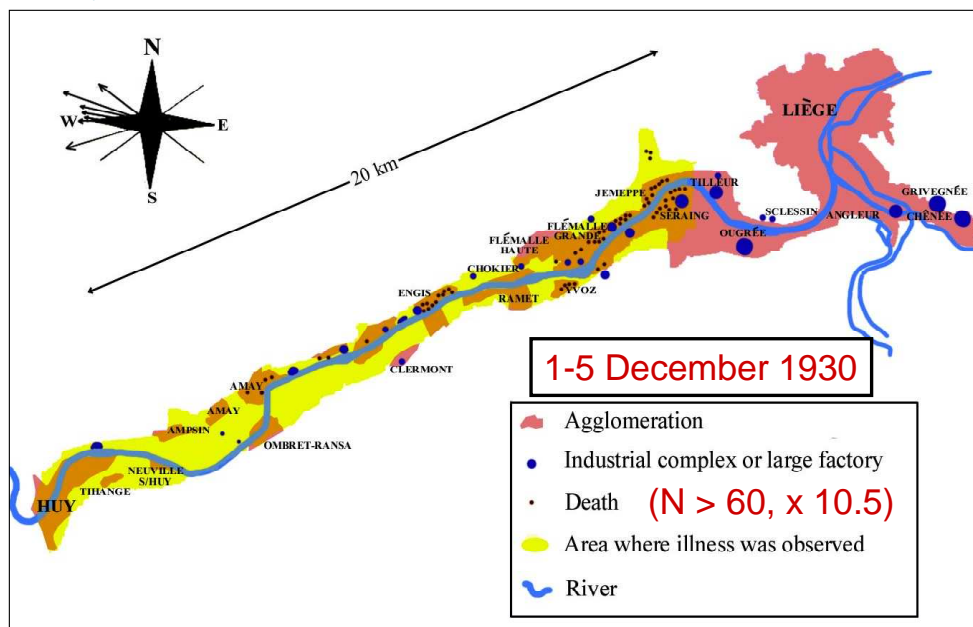 N
W
E
S
20 km
LIÈGE
TILLEUR
JEMEPPE
SERAING
SCLESSIN
ANGLEUR
GRIVEGNÉE
CHÊNÉE
OUGRÉE
FLÉMALLE
GRANDE
FLÉMALLE
HAUTE
CHOKIER
YVOZ
RAMET
ENGIS
CLERMONT
AMAY
AMAY
AMPSIN
OMBRET-RANSA
NEUVILLE
S/HUY
TIHANGE
HUY
1-5 December 1930
Agglomeration
Industrial complex or large factory
Death (N > 60, x 10.5)
Area where illness was observed
River